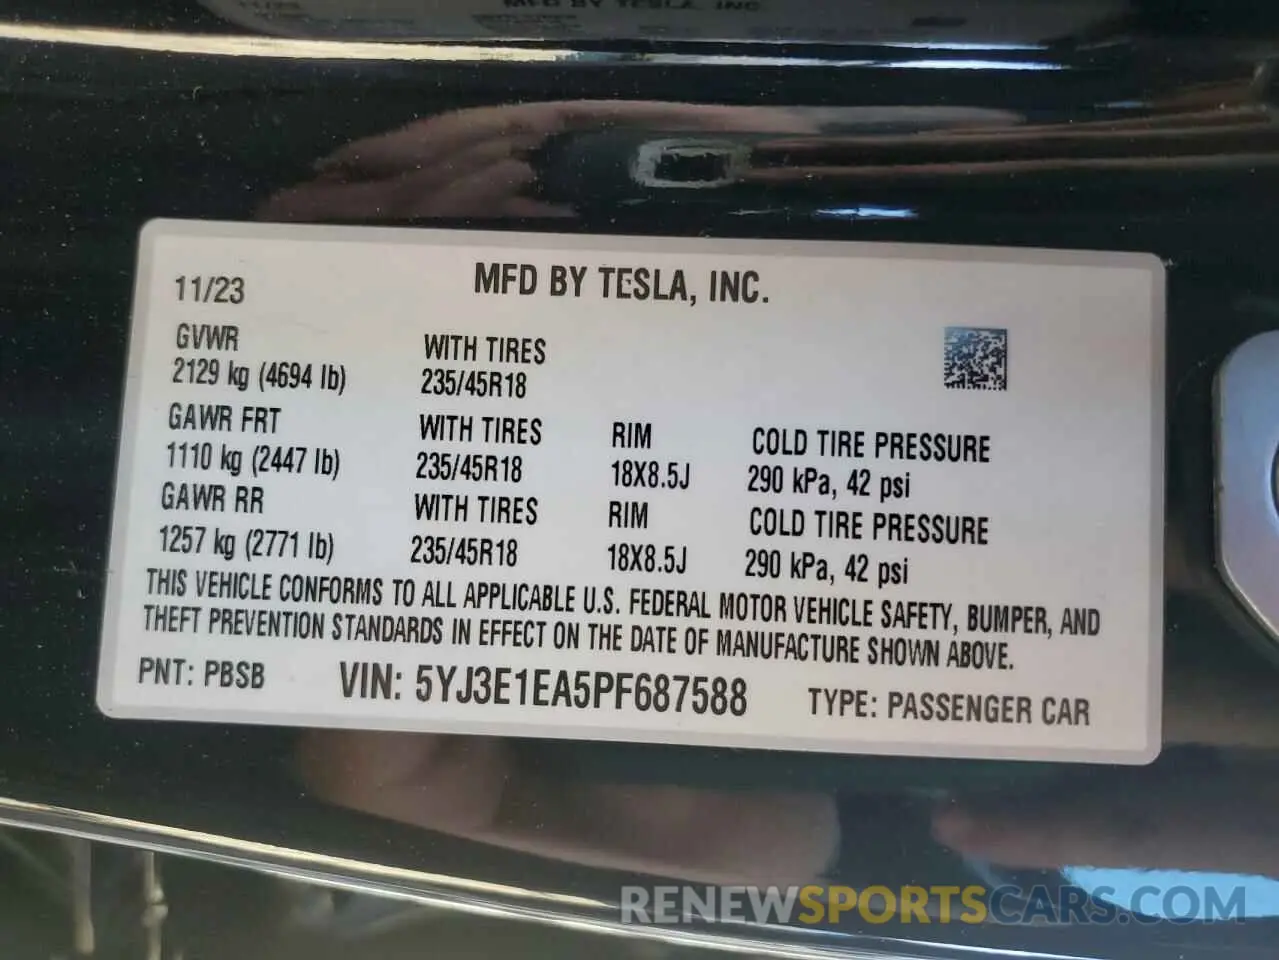 MFD BY TESLA, INC.
11/23
MFD BY TESLA, INC.
GVWR
2129 kg (4694 lb)
WITH TIRES
235/45R18
GAWR FRT
1110 kg (2447 lb)
WITH TIRES
235/45R18
RIM
18X8.5J
COLD TIRE PRESSURE
290 kPa, 42 psi
GAWR RR
1257 kg (2771 lb)
WITH TIRES
235/45R18
RIM
18X8.5J
COLD TIRE PRESSURE
290 kPa, 42 psi
THIS VEHICLE CONFORMS TO ALL APPLICABLE U.S. FEDERAL MOTOR VEHICLE SAFETY, BUMPER, AND
THEFT PREVENTION STANDARDS IN EFFECT ON THE DATE OF MANUFACTURE SHOWN ABOVE.
PNT: PBSB
VIN: 5YJ3E1EA5PF687588
TYPE: PASSENGER CAR
RENEWSPORTSCARS.COM